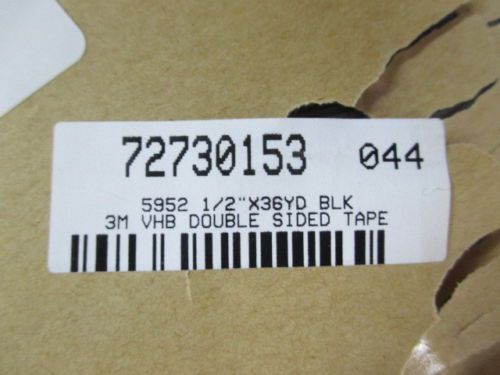 72730153 044
5952 1/2"X36YD BLK
3M VHB DOUBLE SIDED TAPE